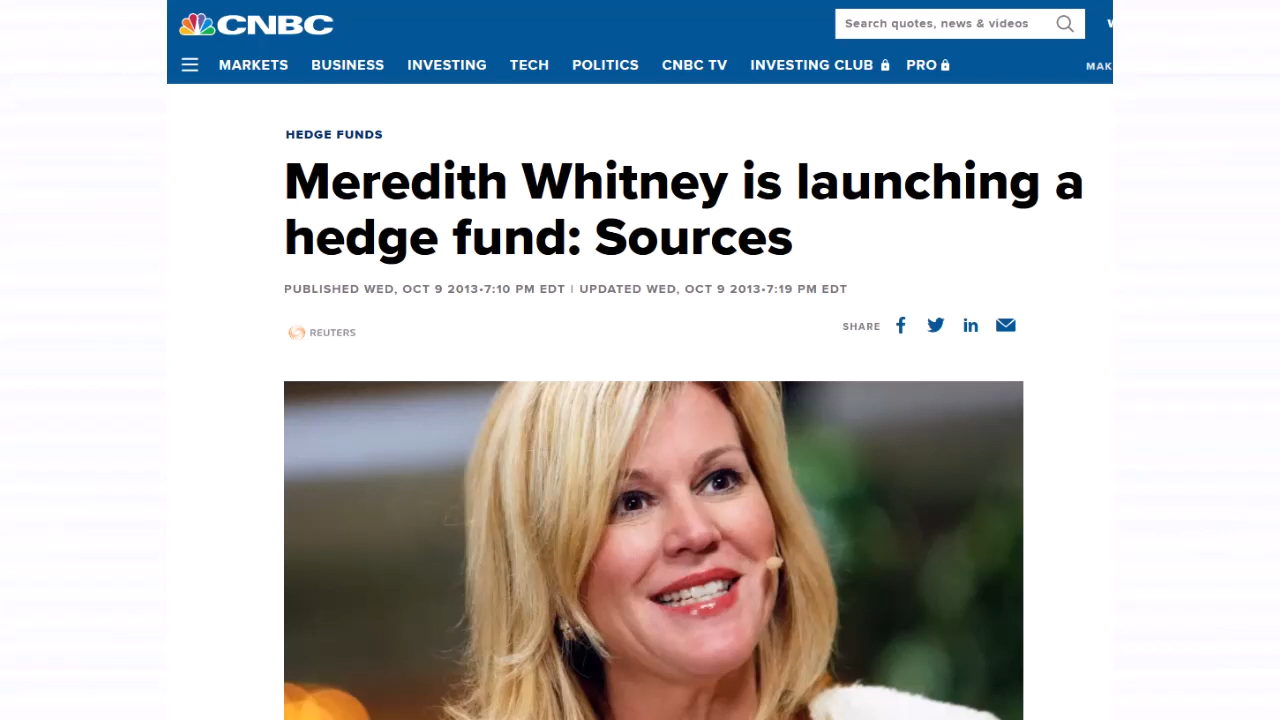 CNBC
Search quotes, news & videos
MARKETS BUSINESS INVESTING TECH POLITICS CNBC TV INVESTING CLUB PRO
MAK
HEDGE FUNDS
Meredith Whitney is launching a
hedge fund: Sources
PUBLISHED WED, OCT 9 2013•7:10 PM EDT | UPDATED WED, OCT 9 2013•7:19 PM EDT
REUTERS
SHARE